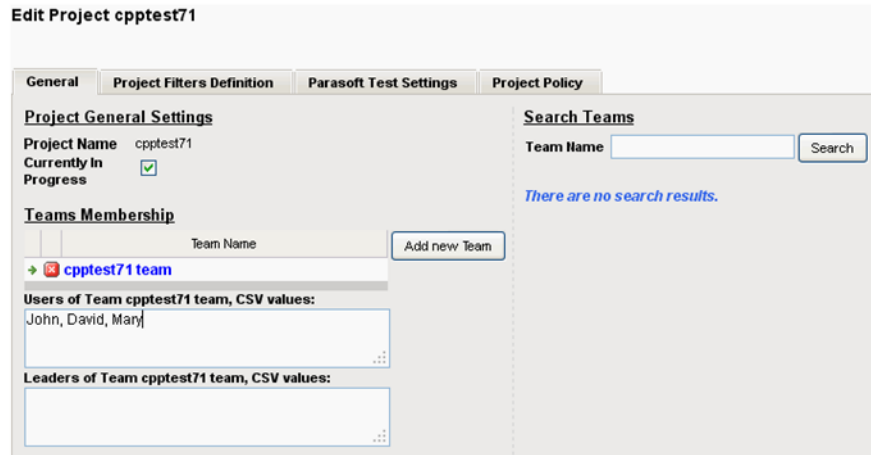 Edit Project cpptest71
General
Project Filters Definition
Parasoft Test Settings
Project Policy
Project General Settings
Project Name cpptest71
Currently In
Progress
Teams Membership
Team Name
Add new Team
cpptest71 team
Users of Team cpptest71 team, CSV values:
John, David, Mary
Leaders of Team cpptest71 team, CSV values:
Search Teams
Team Name
Search
There are no search results.